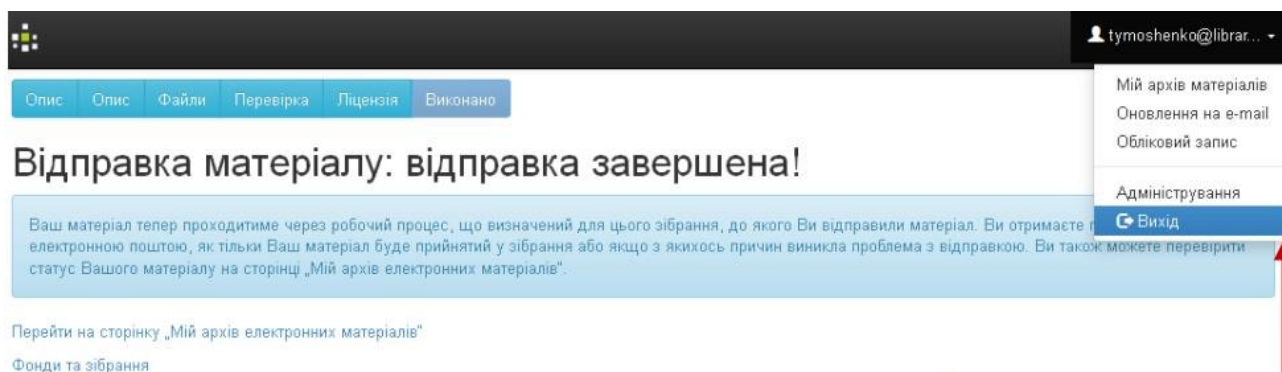 tymoshenko@librar...
Мій архів матеріалів
Оновлення на e-mail
Обліковий запис
Адміністрування
Вихід
Опис Опис Файли Перевірка Ліцензія Виконано
Відправка матеріалу: відправка завершена!
Ваш матеріал тепер проходитиме через робочий процес, що визначений для цього зібрання, до якого Ви відправили матеріал. Ви отримаєте
електронною поштою, як тільки Ваш матеріал буде прийнятий у зібрання або якщо з якихось причин виникла проблема з відправкою. Ви також можете перевірити
статус Вашого матеріалу на сторінці „Мій архів електронних матеріалів".
Перейти на сторінку „Мій архів електронних матеріалів"
Фонди та зібрання